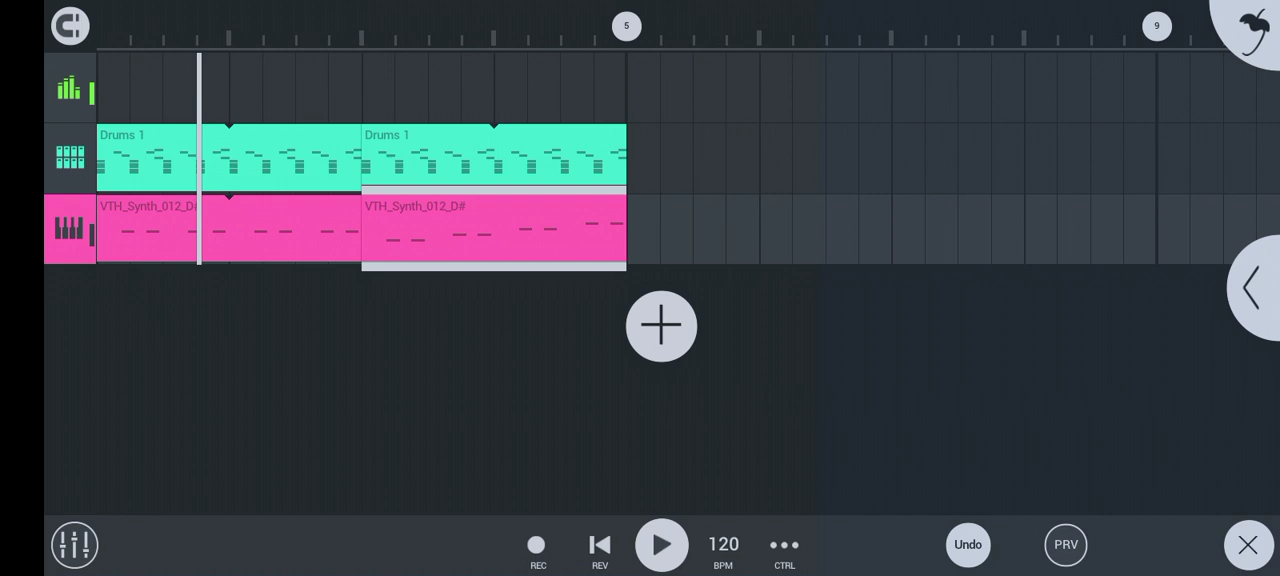 5
9
Drums 1
Drums 1
VTH_Synth_012_D
VTH_Synth_012_D#
120
Undo
PRV
REC
REV
BPM
CTRL